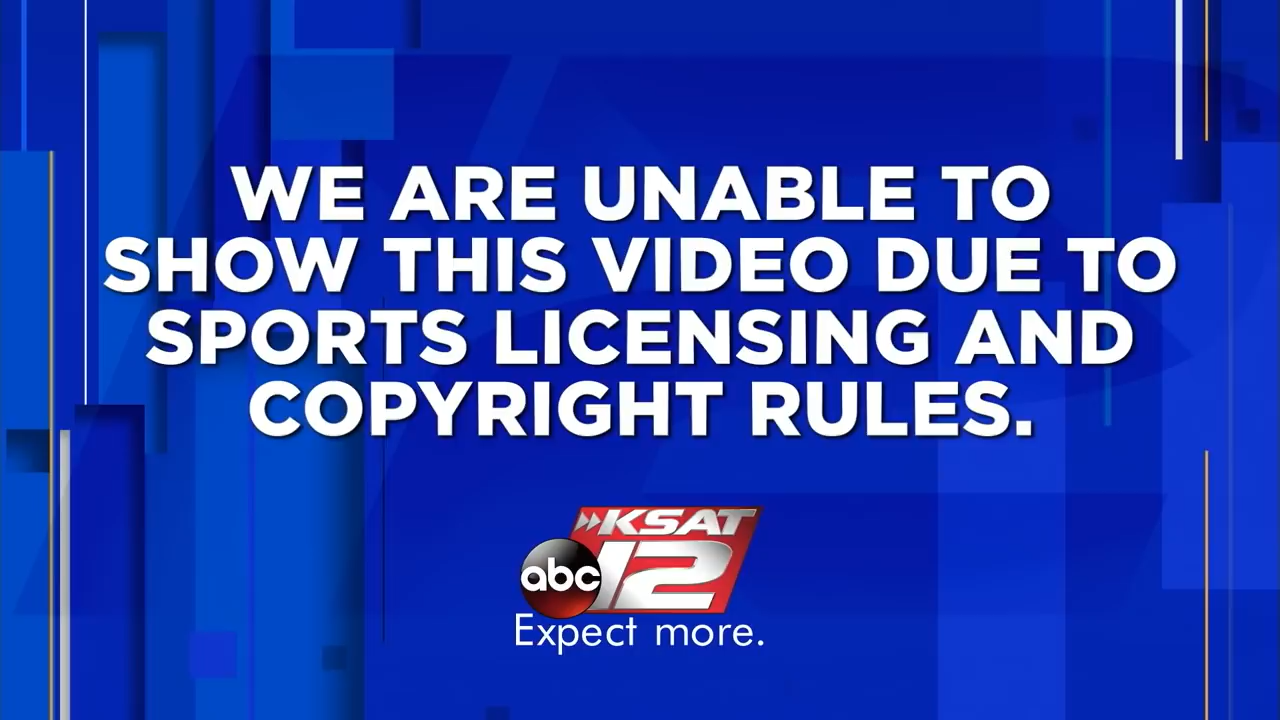 WE ARE UNABLE TO
SHOW THIS VIDEO DUE TO
SPORTS LICENSING AND
COPYRIGHT RULES.
KSAT
abc 12
Expect more.